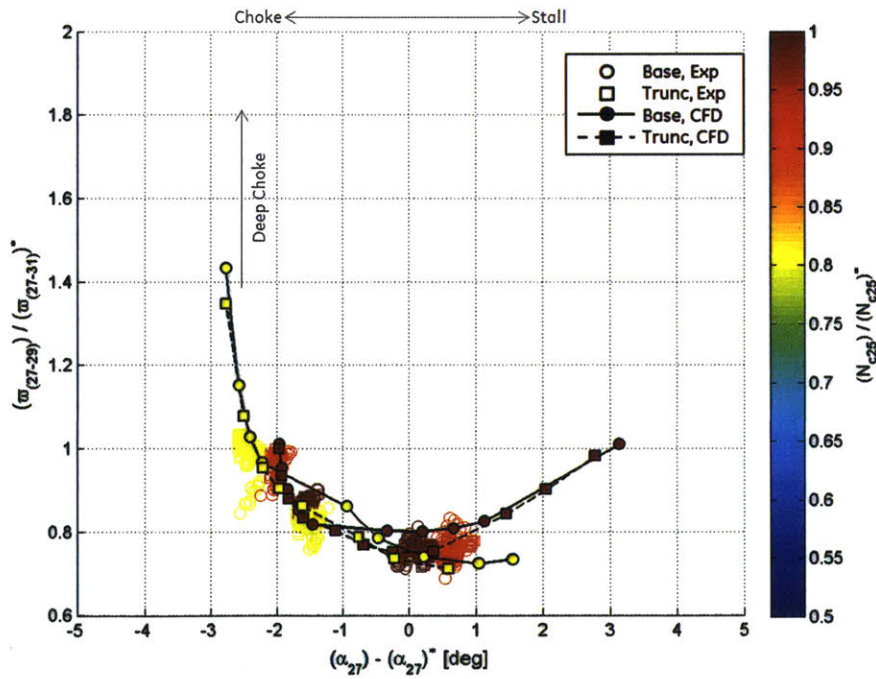 Choke Stall
2
1.8
1.6
1.4
1.2
1
0.8
0.6
Deep Choke
Base, Exp
Trunc, Exp
Base, CFD
Trunc, CFD
(ϖ(27-29)) / (ϖ(27-31))*
-5 -4 -3 -2 -1 0 1 2 3 4 5
(α27) - (α27)* [deg]
1
0.95
0.9
0.85
0.8
0.75
0.7
0.65
0.6
0.55
0.5
(Nc25) / (Nc25)*